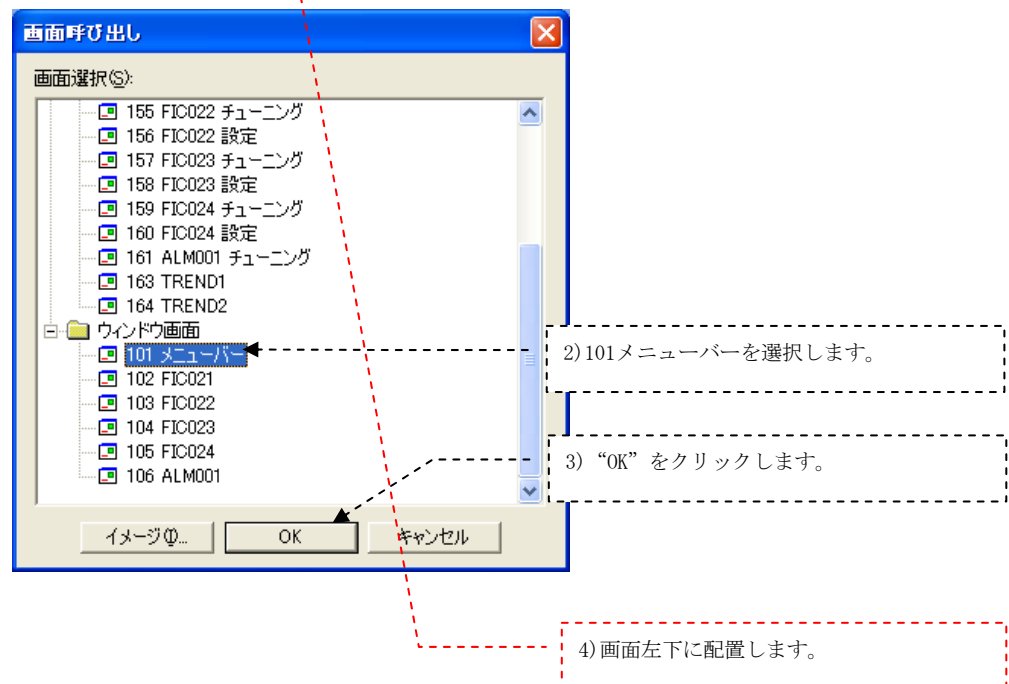 画面呼び出し
画面選択(S):
155 FIC022 チューニング
156 FIC022 設定
157 FIC023 チューニング
158 FIC023 設定
159 FIC024 チューニング
160 FIC024 設定
161 ALM001 チューニング
163 TREND1
164 TREND2
ウィンドウ画面
101 メニューバー
102 FIC021
103 FIC022
104 FIC023
105 FIC024
106 ALM001
2)101メニューバーを選択します。
3) “OK”をクリックします。
イメージ(I)...
OK
キャンセル
4)画面左下に配置します。